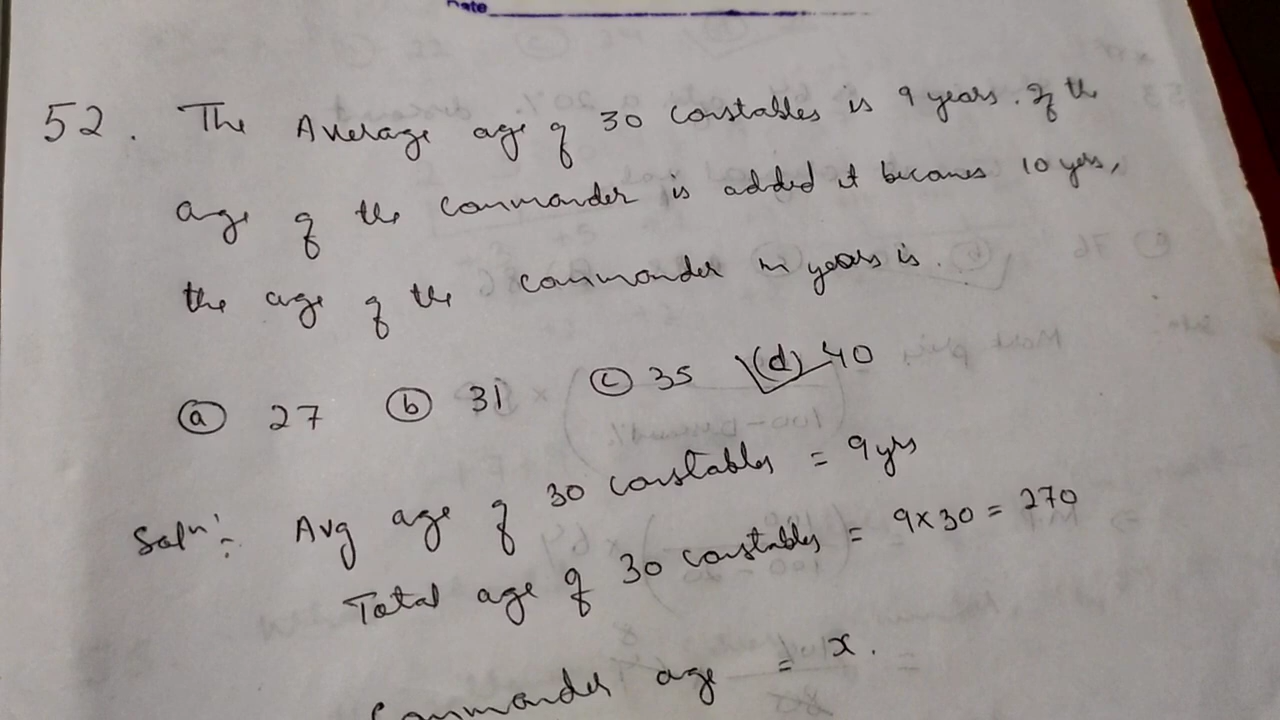 Date
52. The Average age of 30 constables is 9 years. If the
age of the commander is added it becomes 10 yrs,
the age of the commander in years is.
(a) 27 (b) 31 (c) 35 (d) 40
Soln:- Avg age of 30 constables = 9 yrs
Total age of 30 constables = 9x30 = 270
Commander age = x.